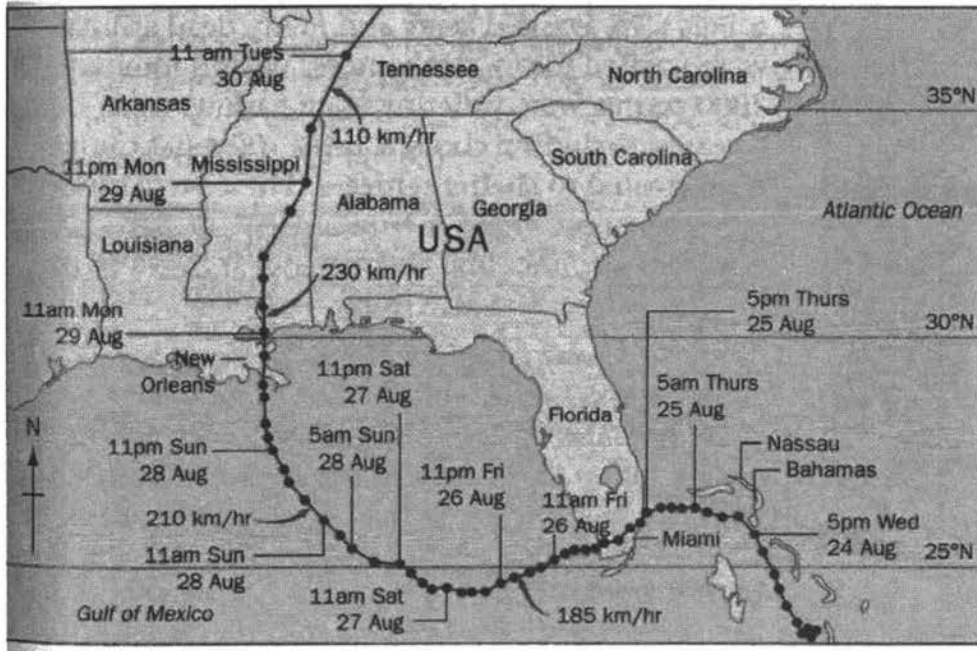 11 am Tues
30 Aug
Tennessee
North Carolina
Arkansas
35°N
110 km/hr
South Carolina
11pm Mon
29 Aug
Mississippi
Alabama
Georgia
Atlantic Ocean
Louisiana
USA
230 km/hr
11am Mon
29 Aug
5pm Thurs
25 Aug
30°N
New
Orleans
11pm Sat
27 Aug
5am Thurs
25 Aug
Florida
N
5am Sun
28 Aug
Nassau
Bahamas
11pm Sun
28 Aug
11pm Fri
26 Aug
11am Fri
26 Aug
210 km/hr
Miami
5pm Wed
24 Aug
11am Sun
28 Aug
25°N
11am Sat
27 Aug
185 km/hr
Gulf of Mexico